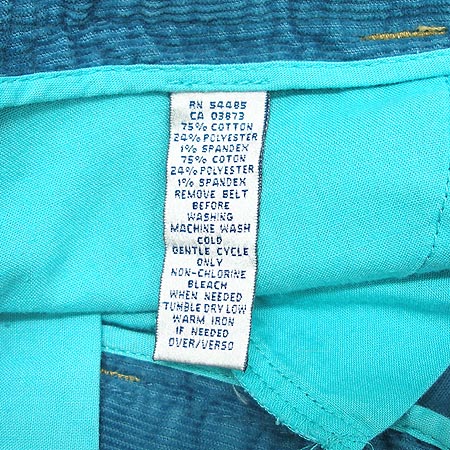 RN 54485
CA 03873
75% COTTON
24% POLYESTER
1% SPANDEX
75% COTON
24% POLYESTER
1% SPANDEX
REMOVE BELT
BEFORE
WASHING
MACHINE WASH
COLD
GENTLE CYCLE
ONLY
NON-CHLORINE
BLEACH
WHEN NEEDED
TUMBLE DRY LOW
WARM IRON
IF NEEDED
OVER/VERSO